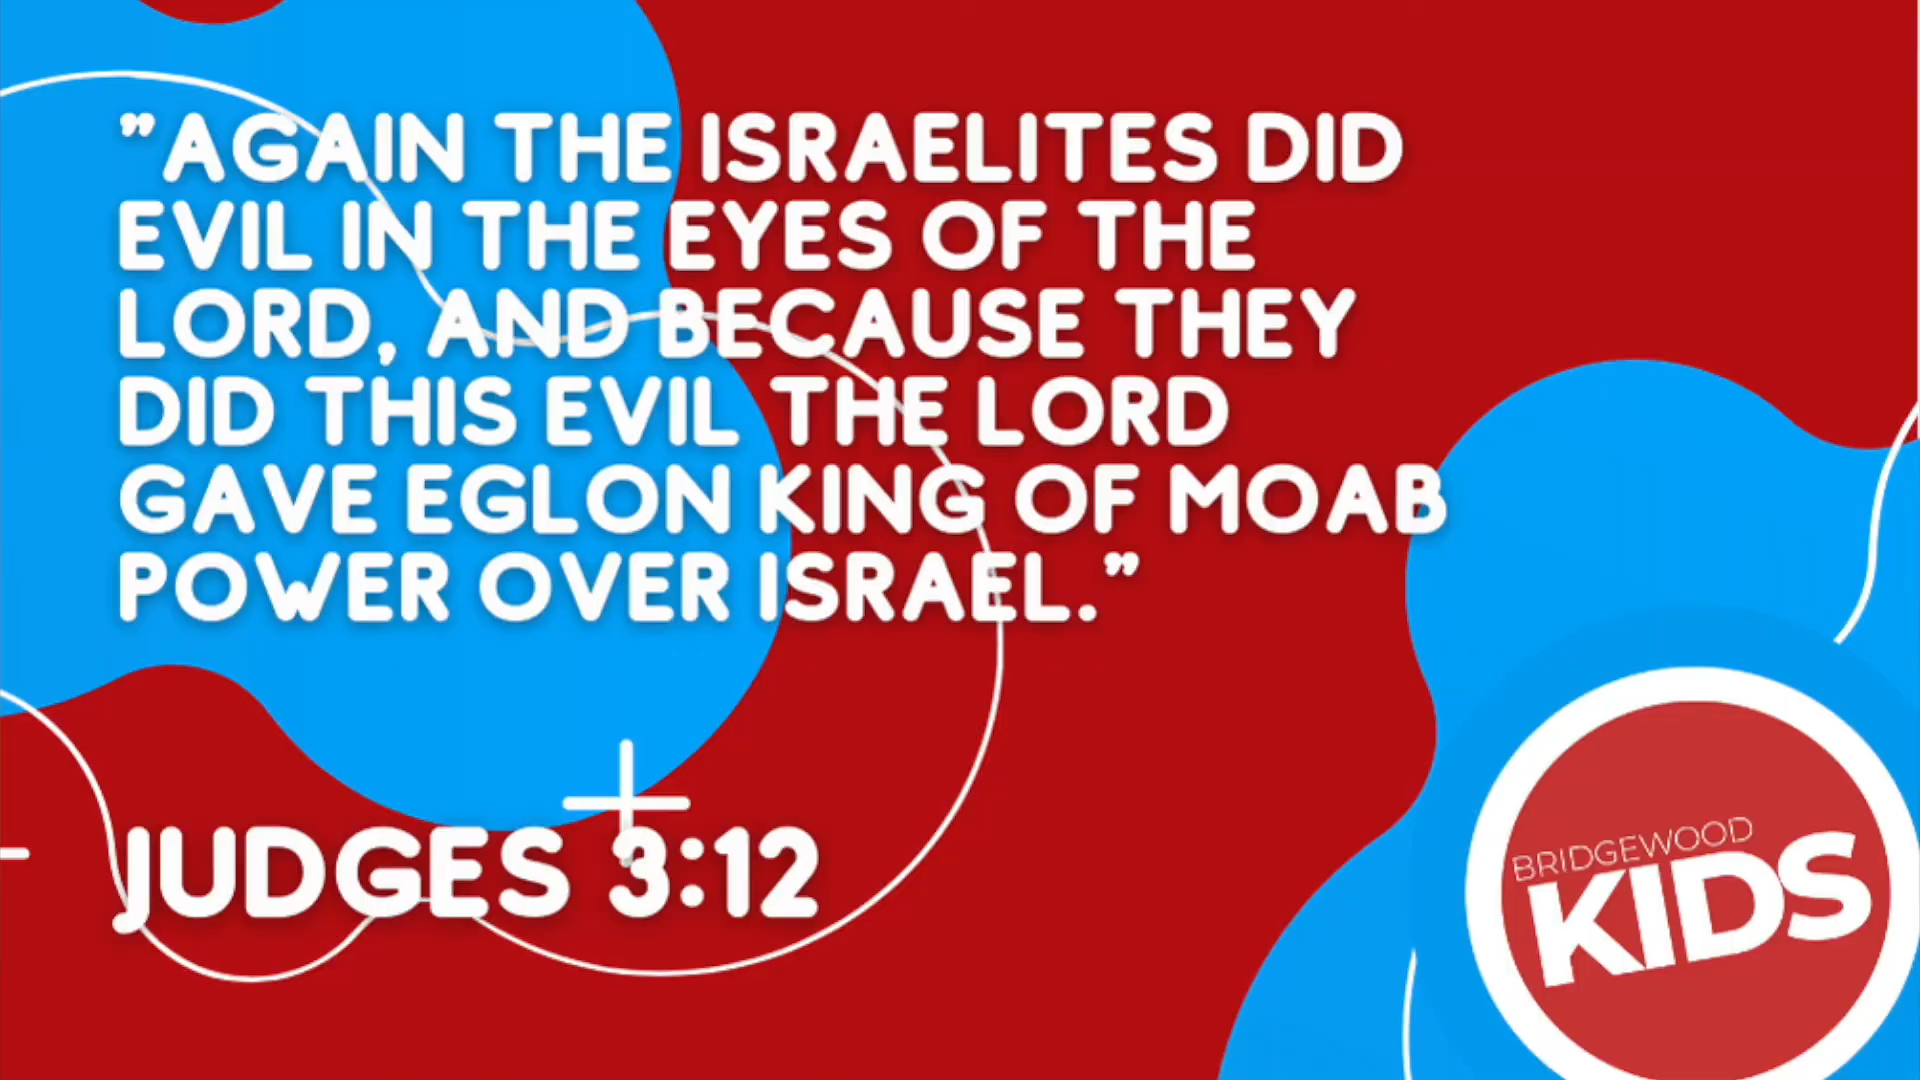 "AGAIN THE ISRAELITES DID
EVIL IN THE EYES OF THE
LORD, AND BECAUSE THEY
DID THIS EVIL THE LORD
GAVE EGLON KING OF MOAB
POWER OVER ISRAEL."
JUDGES 3:12
BRIDGEWOOD
KIDS